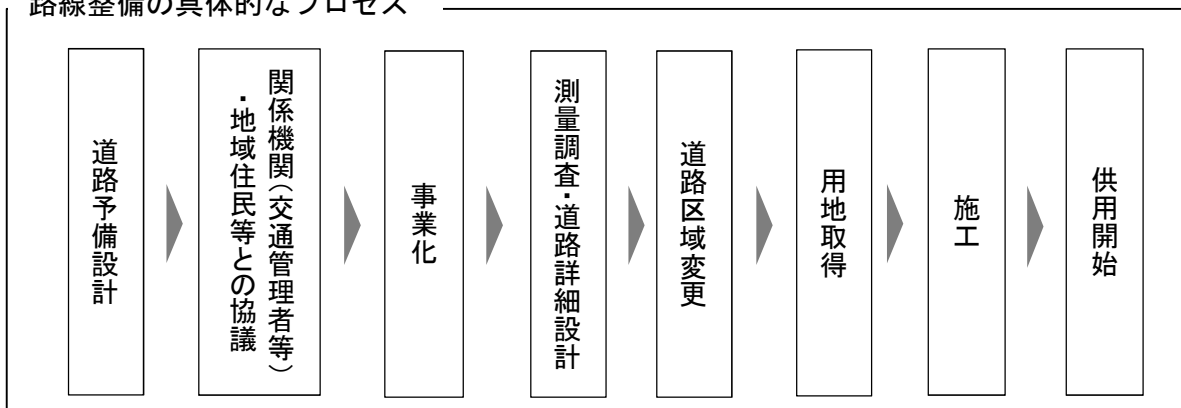 路線整備の具体的なプロセス
道路予備設計
関係機関（交通管理者等）
・地域住民等との協議
事業化
測量調査・道路詳細設計
道路区域変更
用地取得
施工
供用開始